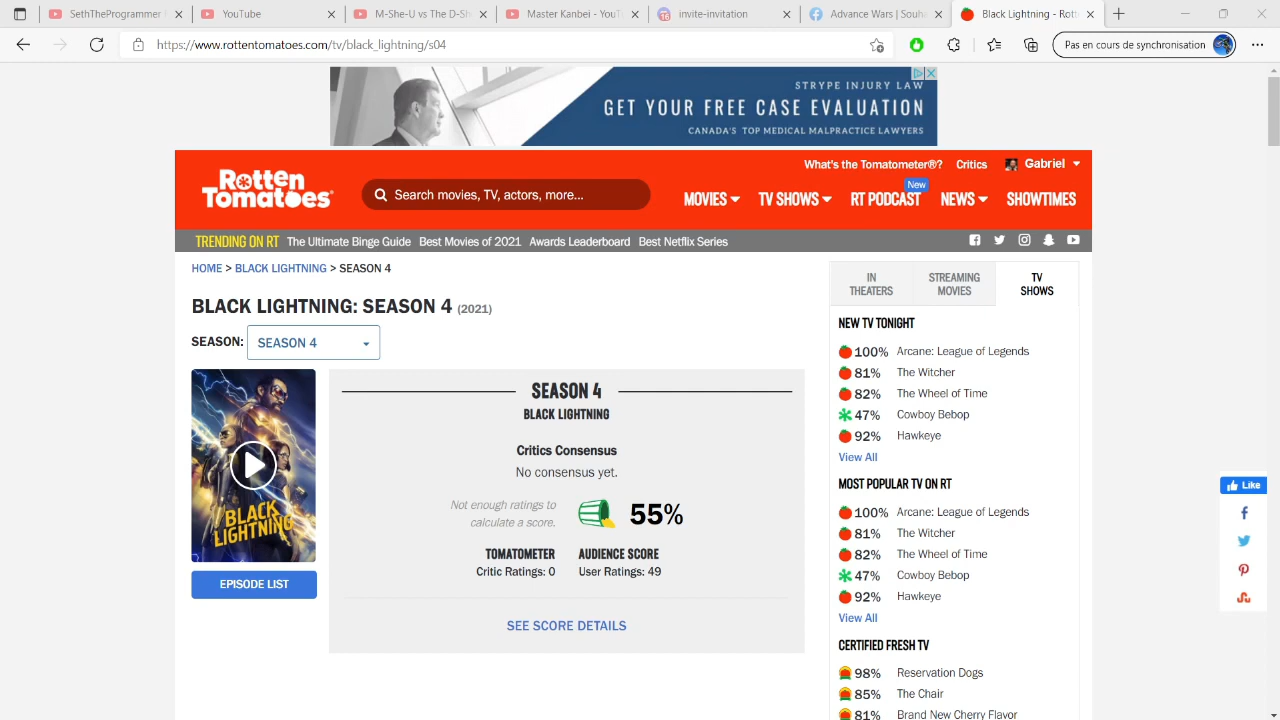 SetheProgrammer
M-She-U vs The D-Sh
Master Kanbei - YouT
16
invite-invitation
Advance Wars | Soutl
Black Lightning - Rot
https://www.rottentomatoes.com/tv/black_lightning/s04
Pas en cours de synchronisation
STRYPE INJURY LAW
GET YOUR FREE CASE EVALUATION
CANADA'S TOP MEDICAL MALPRACTICE LAWYERS
What's the Tomatometer®?
Critics
Gabriel
Rotten
Tomatoes
Search movies, TV, actors, more...
New
MOVIES
TV SHOWS
RT PODCAST
NEWS
SHOWTIMES
TRENDING ON RT
The Ultimate Binge Guide
Best Movies of 2021
Awards Leaderboard
Best Netflix Series
HOME > BLACK LIGHTNING > SEASON 4
BLACK LIGHTNING: SEASON 4 (2021)
SEASON: SEASON 4
BLACK
LIGHTNING
EPISODE LIST
SEASON 4
BLACK LIGHTNING
Critics Consensus
No consensus yet.
Not enough ratings to
calculate a score.
55%
TOMATOMETER
Critic Ratings: 0
AUDIENCE SCORE
User Ratings: 49
SEE SCORE DETAILS
IN
THEATERS
STREAMING
MOVIES
TV
SHOWS
NEW TV TONIGHT
100% Arcane: League of Legends
81% The Witcher
82% The Wheel of Time
47% Cowboy Bebop
92% Hawkeye
View All
MOST POPULAR TV ON RT
100% Arcane: League of Legends
81% The Witcher
82% The Wheel of Time
47% Cowboy Bebop
92% Hawkeye
View All
CERTIFIED FRESH TV
98% Reservation Dogs
85% The Chair
81% Brand New Cherry Flavor
Like